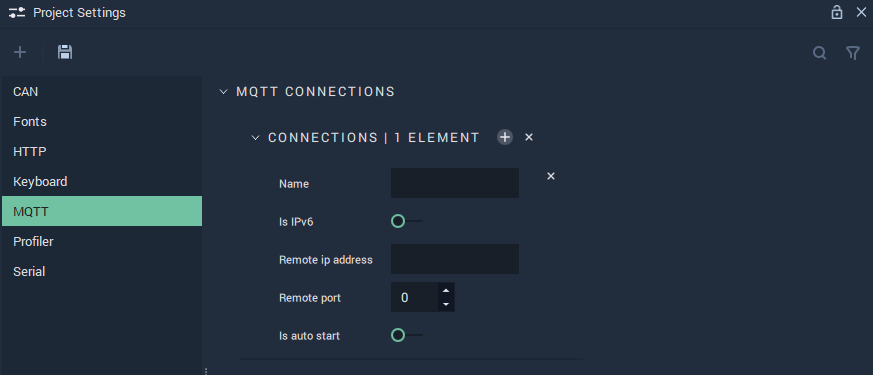 Project Settings
CAN
Fonts
HTTP
Keyboard
MQTT
Profiler
Serial
MQTT CONNECTIONS
CONNECTIONS | 1 ELEMENT
Name
Is IPv6
Remote ip address
Remote port 0
Is auto start